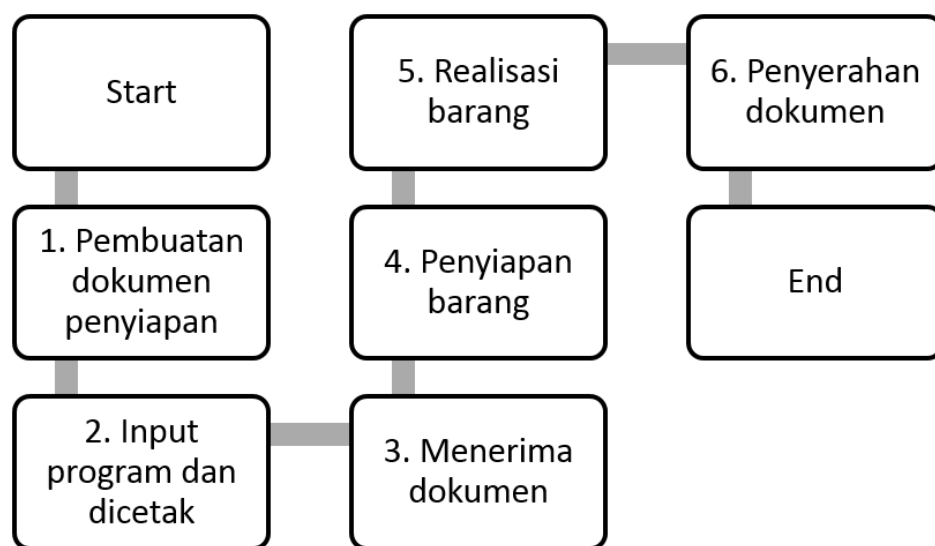 Start
1. Pembuatan
dokumen
penyiapan
2. Input
program dan
dicetak
3. Menerima
dokumen
4. Penyiapan
barang
5. Realisasi
barang
6. Penyerahan
dokumen
End